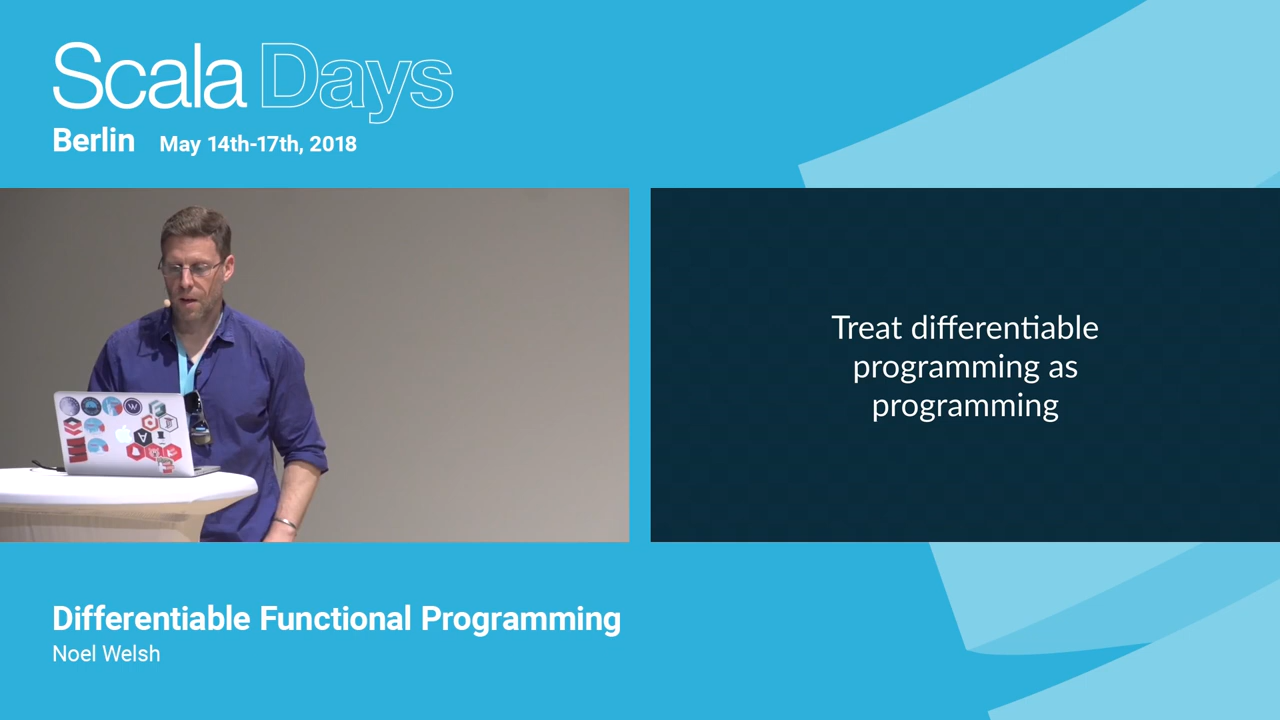 Scala Days
Berlin May 14th-17th, 2018
Treat differentiable
programming as
programming
Differentiable Functional Programming
Noel Welsh